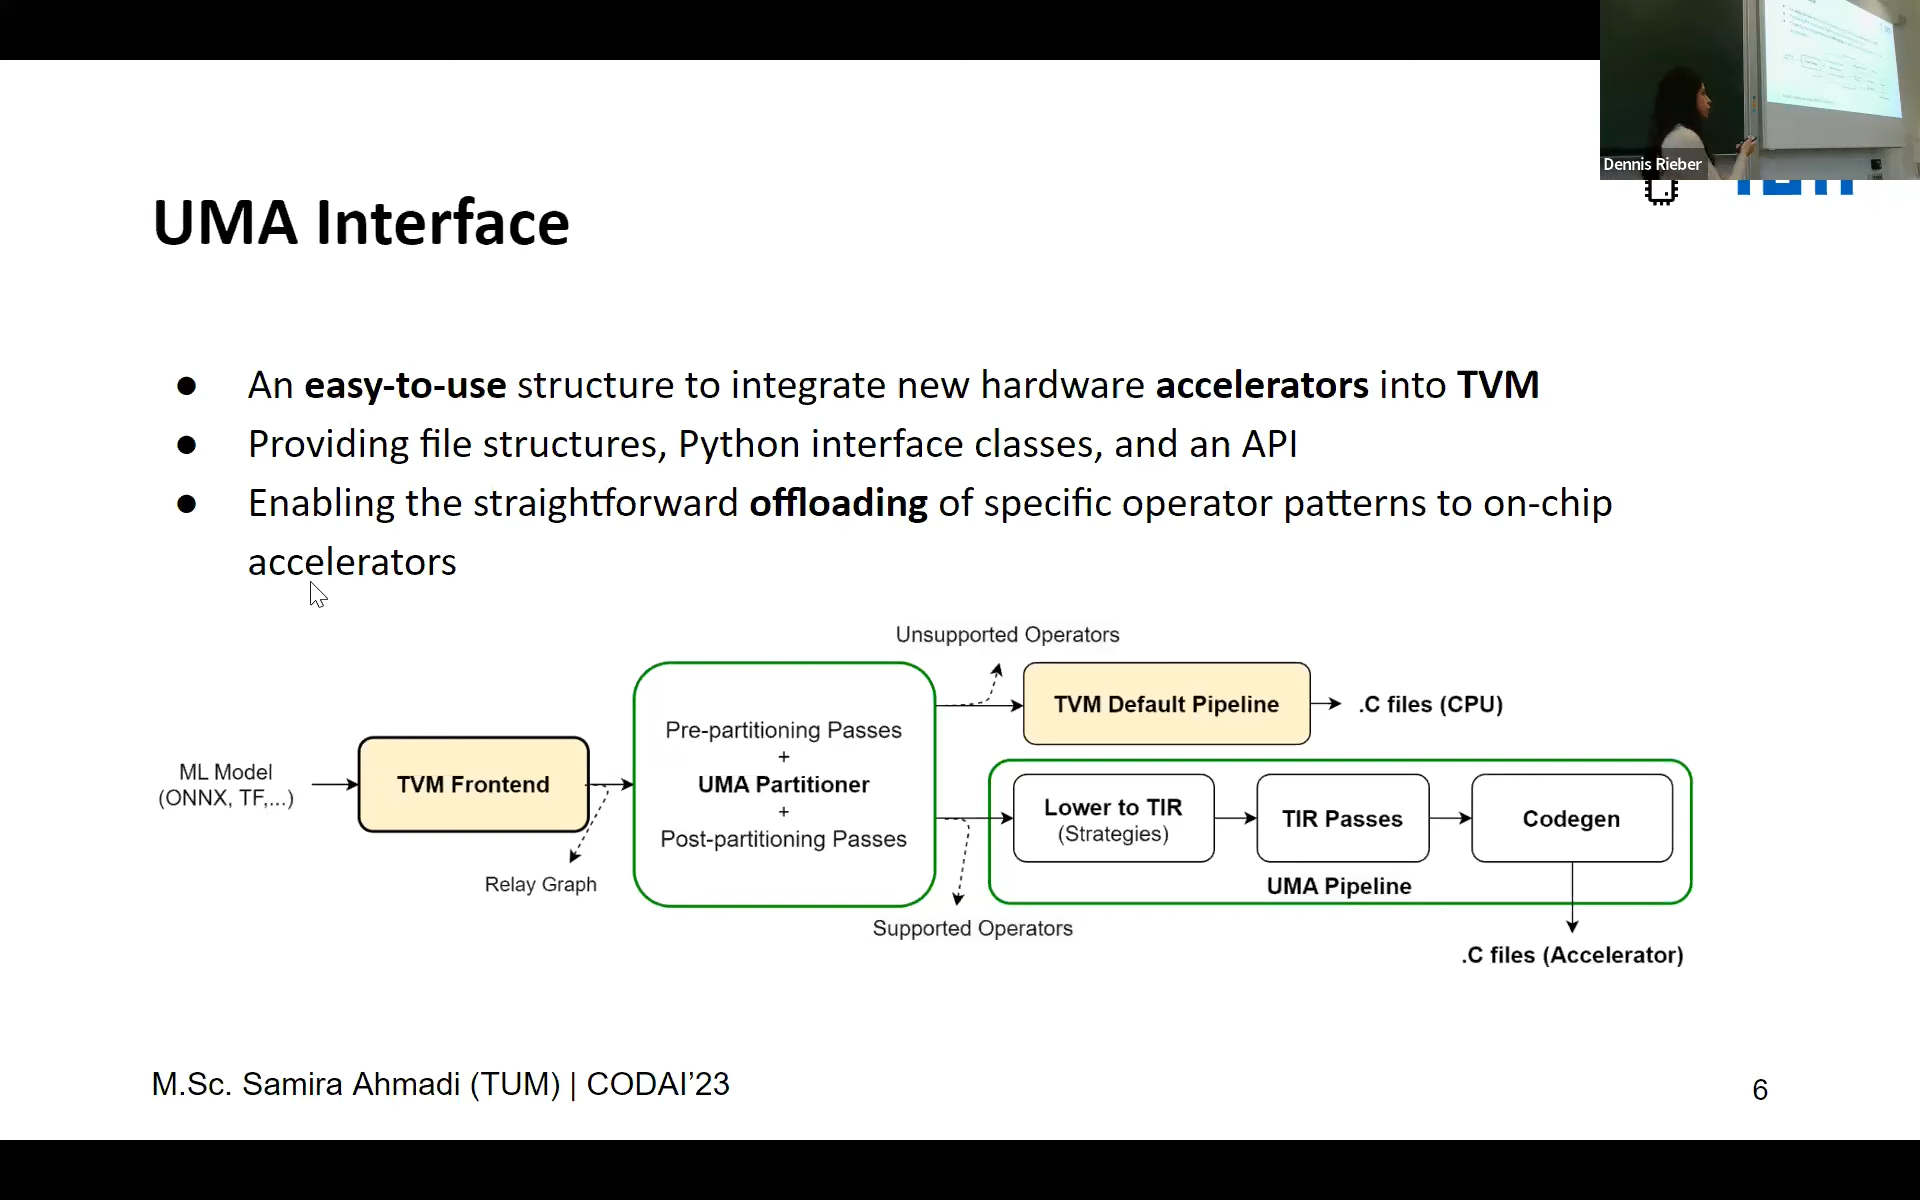 Dennis Rieber
UMA Interface
● An easy-to-use structure to integrate new hardware accelerators into TVM
● Providing file structures, Python interface classes, and an API
● Enabling the straightforward offloading of specific operator patterns to on-chip
accelerators
Unsupported Operators
TVM Default Pipeline
.C files (CPU)
ML Model
(ONNX, TF,...)
TVM Frontend
Relay Graph
Pre-partitioning Passes
+
UMA Partitioner
+
Post-partitioning Passes
Supported Operators
Lower to TIR
(Strategies)
TIR Passes
Codegen
UMA Pipeline
.C files (Accelerator)
M.Sc. Samira Ahmadi (TUM) | CODAI’23
6